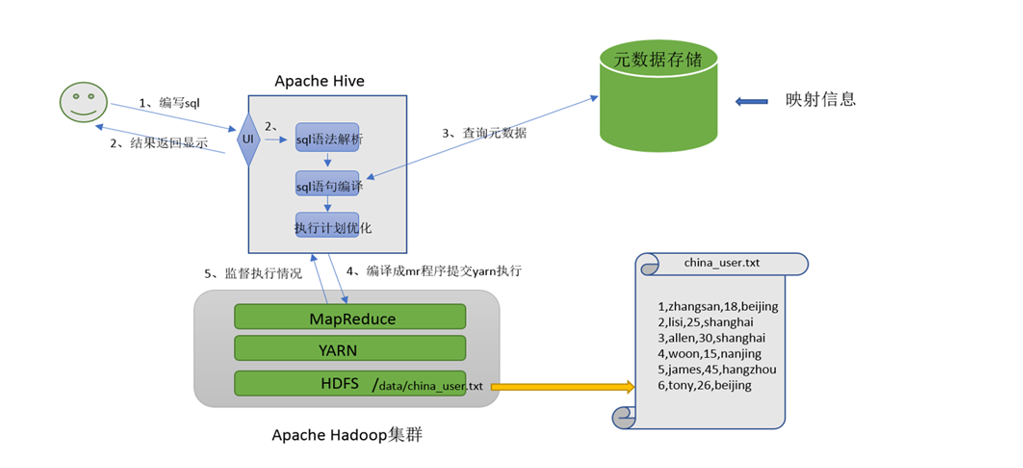 元数据存储
Apache Hive
映射信息
1、编写sql
UI
2、
sql语法解析
3、查询元数据
2、结果返回显示
sql语句编译
执行计划优化
5、监督执行情况
4、编译成mr程序提交yarn执行
china_user.txt
MapReduce
YARN
HDFS /data/china_user.txt
1,zhangsan,18,beijing
2,lisi,25,shanghai
3,allen,30,shanghai
4,woon,15,nanjing
5,james,45,hangzhou
6,tony,26,beijing
Apache Hadoop集群